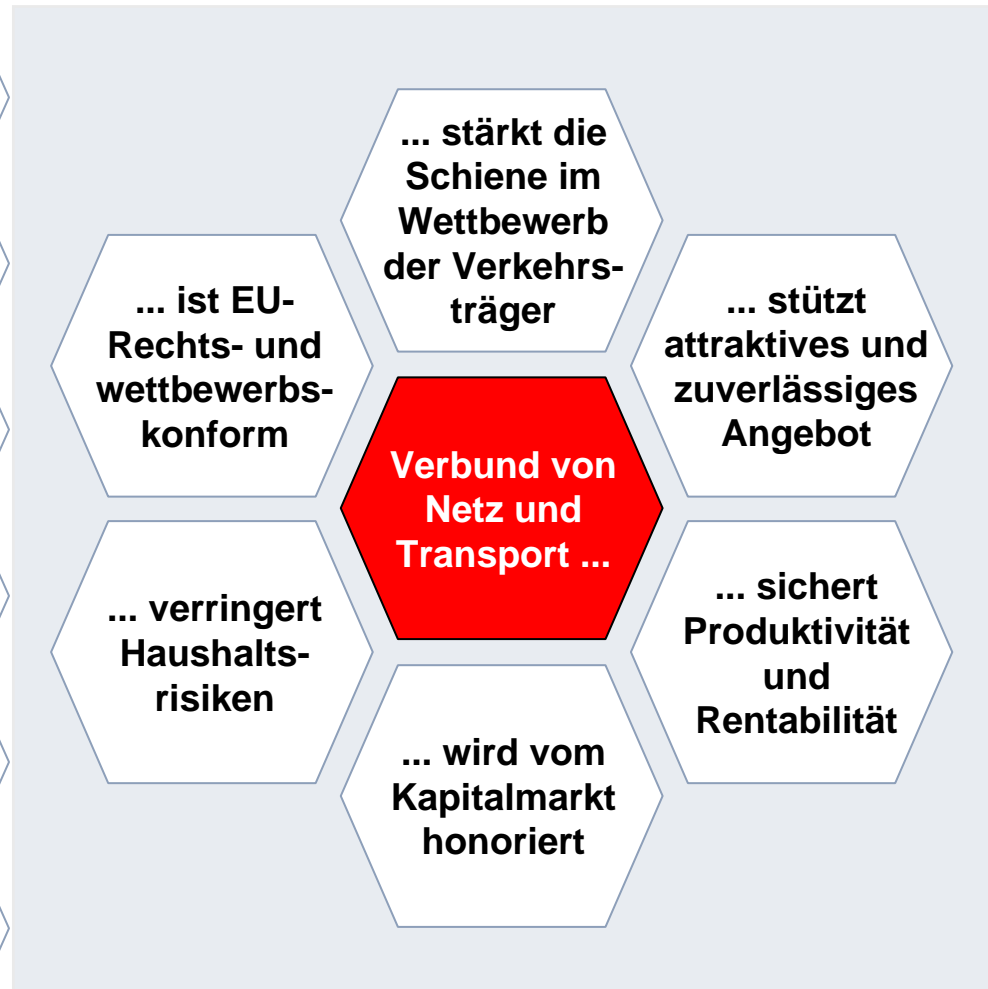 ... stärkt die
Schiene im
Wettbewerb
der Verkehrs-
träger
... ist EU-
Rechts- und
wettbewerbs-
konform
... stützt
attraktives und
zuverlässiges
Angebot
Verbund von
Netz und
Transport ...
... verringert
Haushalts-
risiken
... sichert
Produktivität
und
Rentabilität
... wird vom
Kapitalmarkt
honoriert